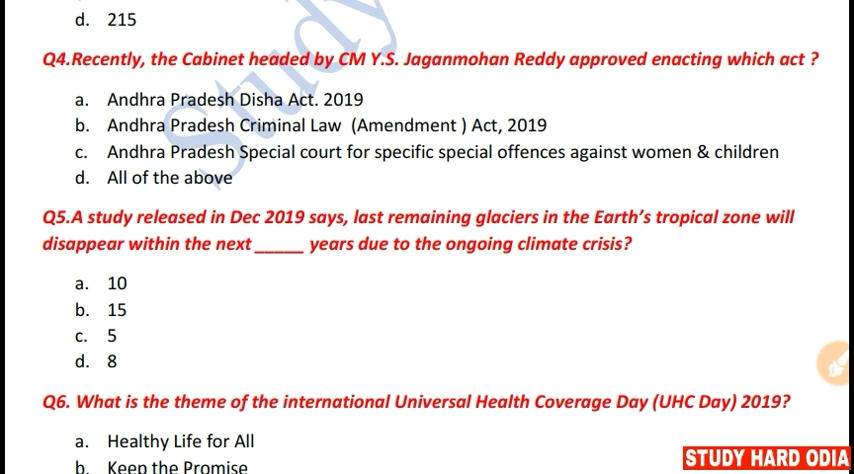 d. 215
Q4.Recently, the Cabinet headed by CM Y.S. Jaganmohan Reddy approved enacting which act ?
a. Andhra Pradesh Disha Act. 2019
b. Andhra Pradesh Criminal Law (Amendment ) Act, 2019
c. Andhra Pradesh Special court for specific special offences against women & children
d. All of the above
Q5.A study released in Dec 2019 says, last remaining glaciers in the Earth’s tropical zone will
disappear within the next _____ years due to the ongoing climate crisis?
a. 10
b. 15
c. 5
d. 8
Q6. What is the theme of the international Universal Health Coverage Day (UHC Day) 2019?
a. Healthy Life for All
b. Keep the Promise
STUDY HARD ODIA
Study